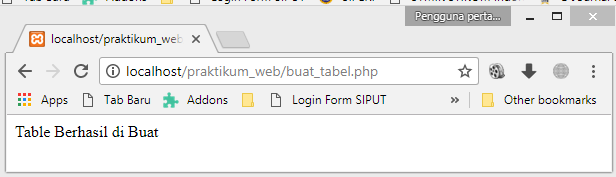 Pengguna perta...
localhost/praktikum_web
localhost/praktikum_web/buat_tabel.php
Apps Tab Baru Addons Login Form SIPUT » Other bookmarks
Table Berhasil di Buat